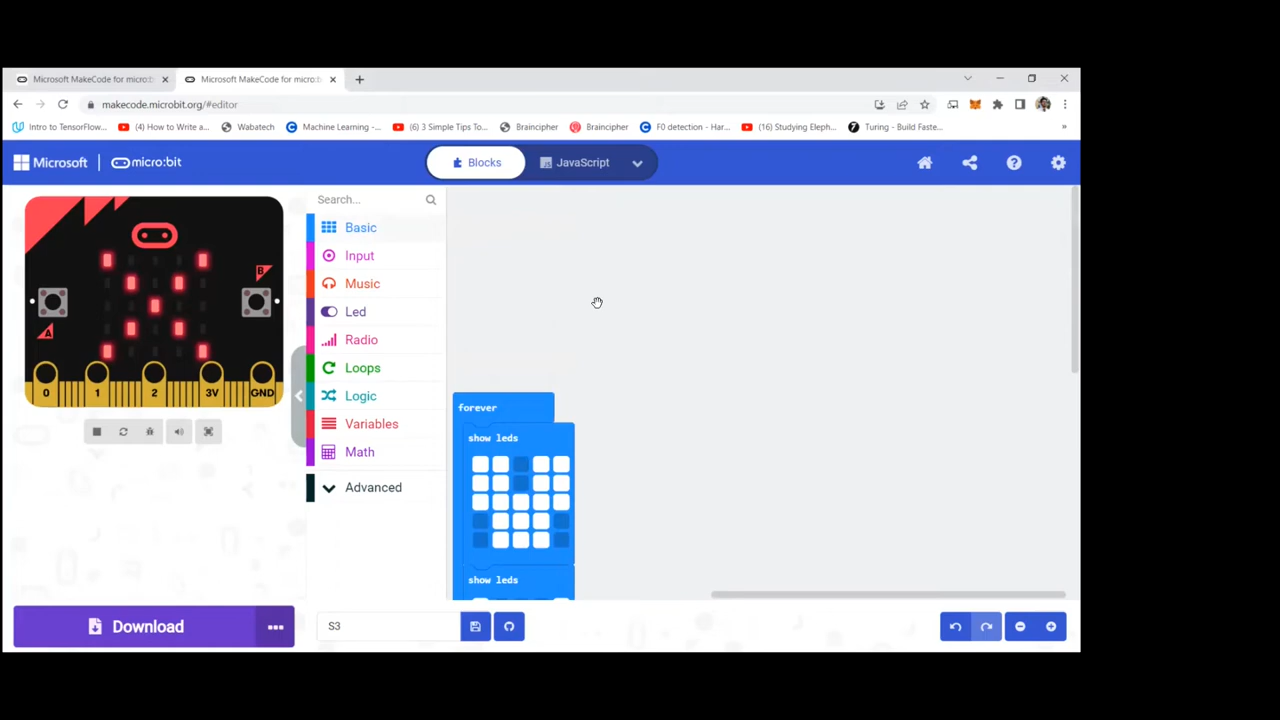 Microsoft MakeCode for micro:b
Microsoft MakeCode for micro:b
makecode.microbit.org/#editor
Intro to TensorFlow...
(4) How to Write a...
Wabatech
Machine Learning -...
(6) 3 Simple Tips To...
Braincipher
Braincipher
F0 detection - Har...
(16) Studying Eleph...
Turing - Build Faste...
»
Microsoft
micro:bit
Blocks
JavaScript
A
B
0
1
2
3V
GND
Download
Search...
Basic
Input
Music
Led
Radio
Loops
Logic
Variables
Math
Advanced
forever
show leds
show leds
S3